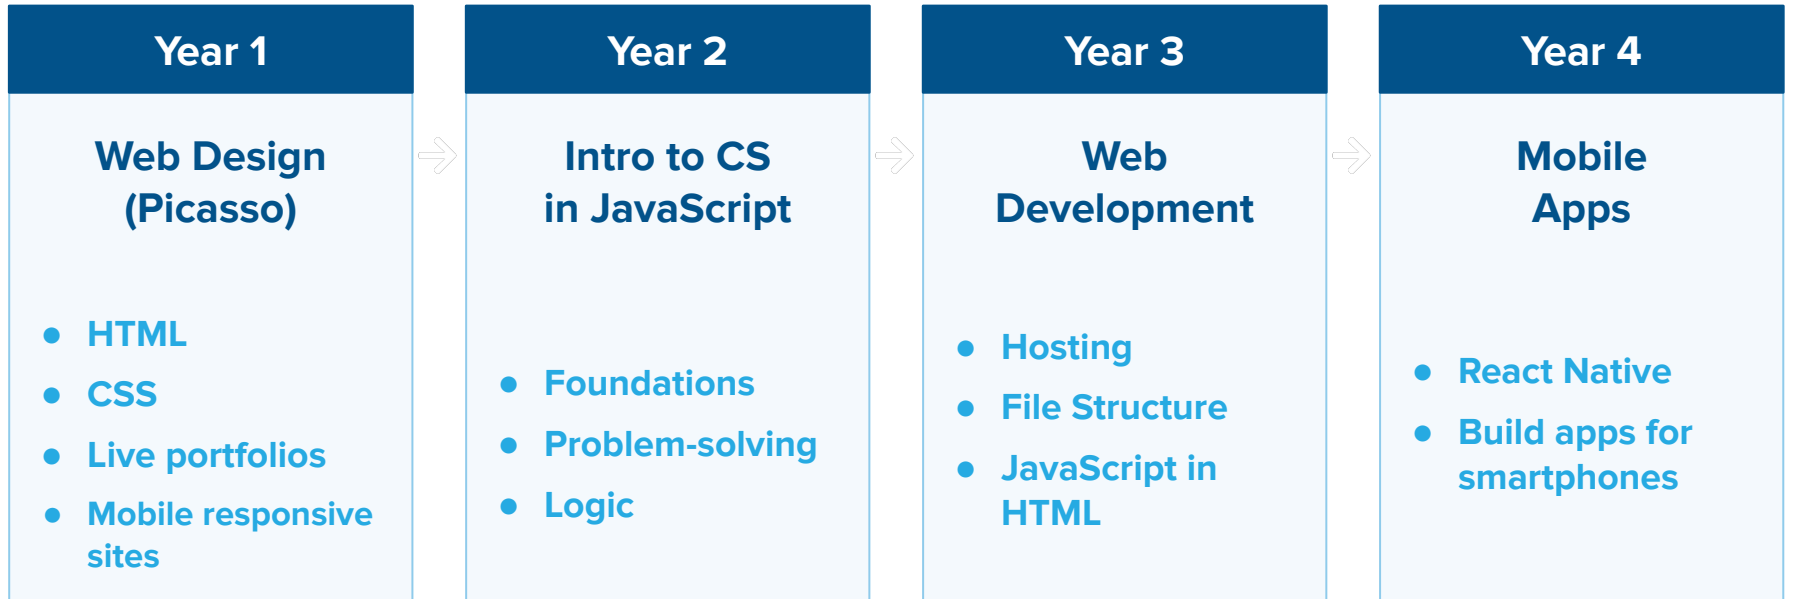 Year 1
Web Design
(Picasso)
● HTML
● CSS
● Live portfolios
● Mobile responsive
sites
Year 2
Intro to CS
in JavaScript
● Foundations
● Problem-solving
● Logic
Year 3
Web
Development
● Hosting
● File Structure
● JavaScript in
HTML
Year 4
Mobile
Apps
● React Native
● Build apps for
smartphones